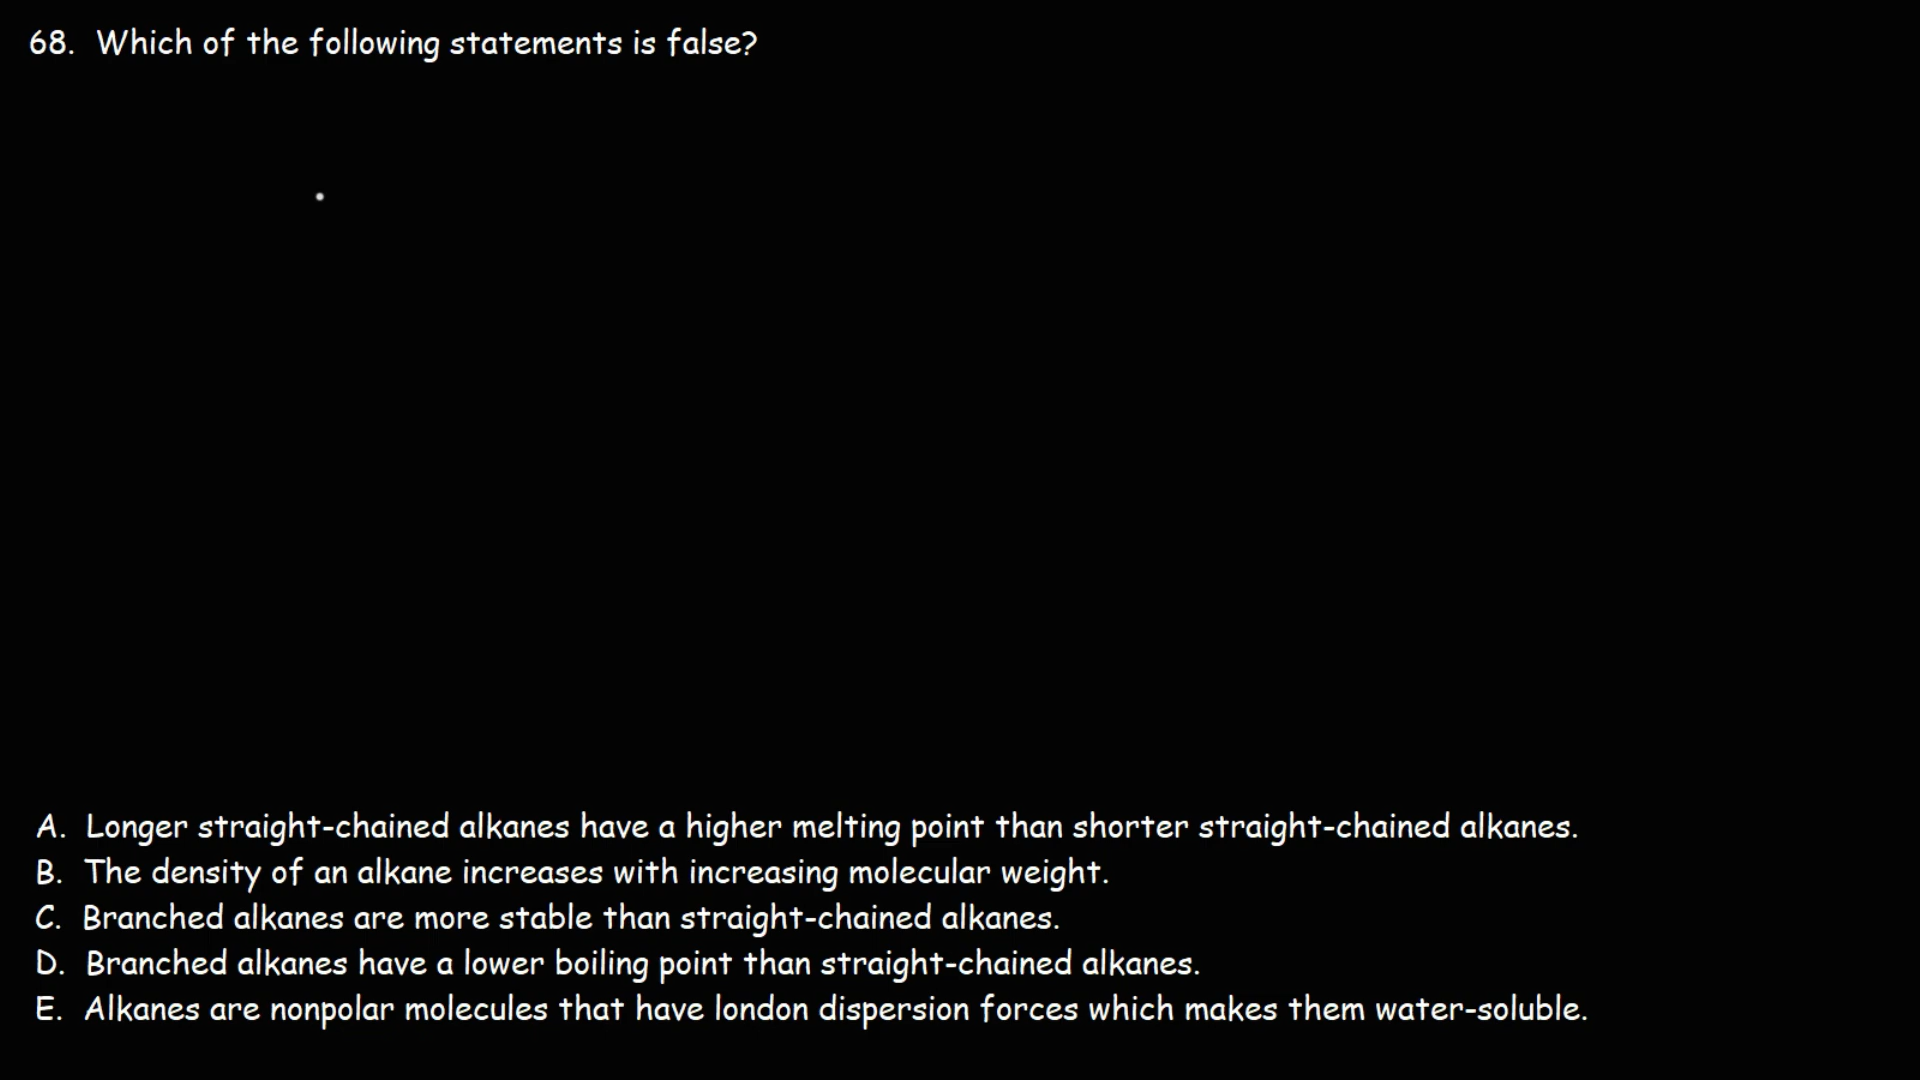 68. Which of the following statements is false?
A. Longer straight-chained alkanes have a higher melting point than shorter straight-chained alkanes.
B. The density of an alkane increases with increasing molecular weight.
C. Branched alkanes are more stable than straight-chained alkanes.
D. Branched alkanes have a lower boiling point than straight-chained alkanes.
E. Alkanes are nonpolar molecules that have london dispersion forces which makes them water-soluble.